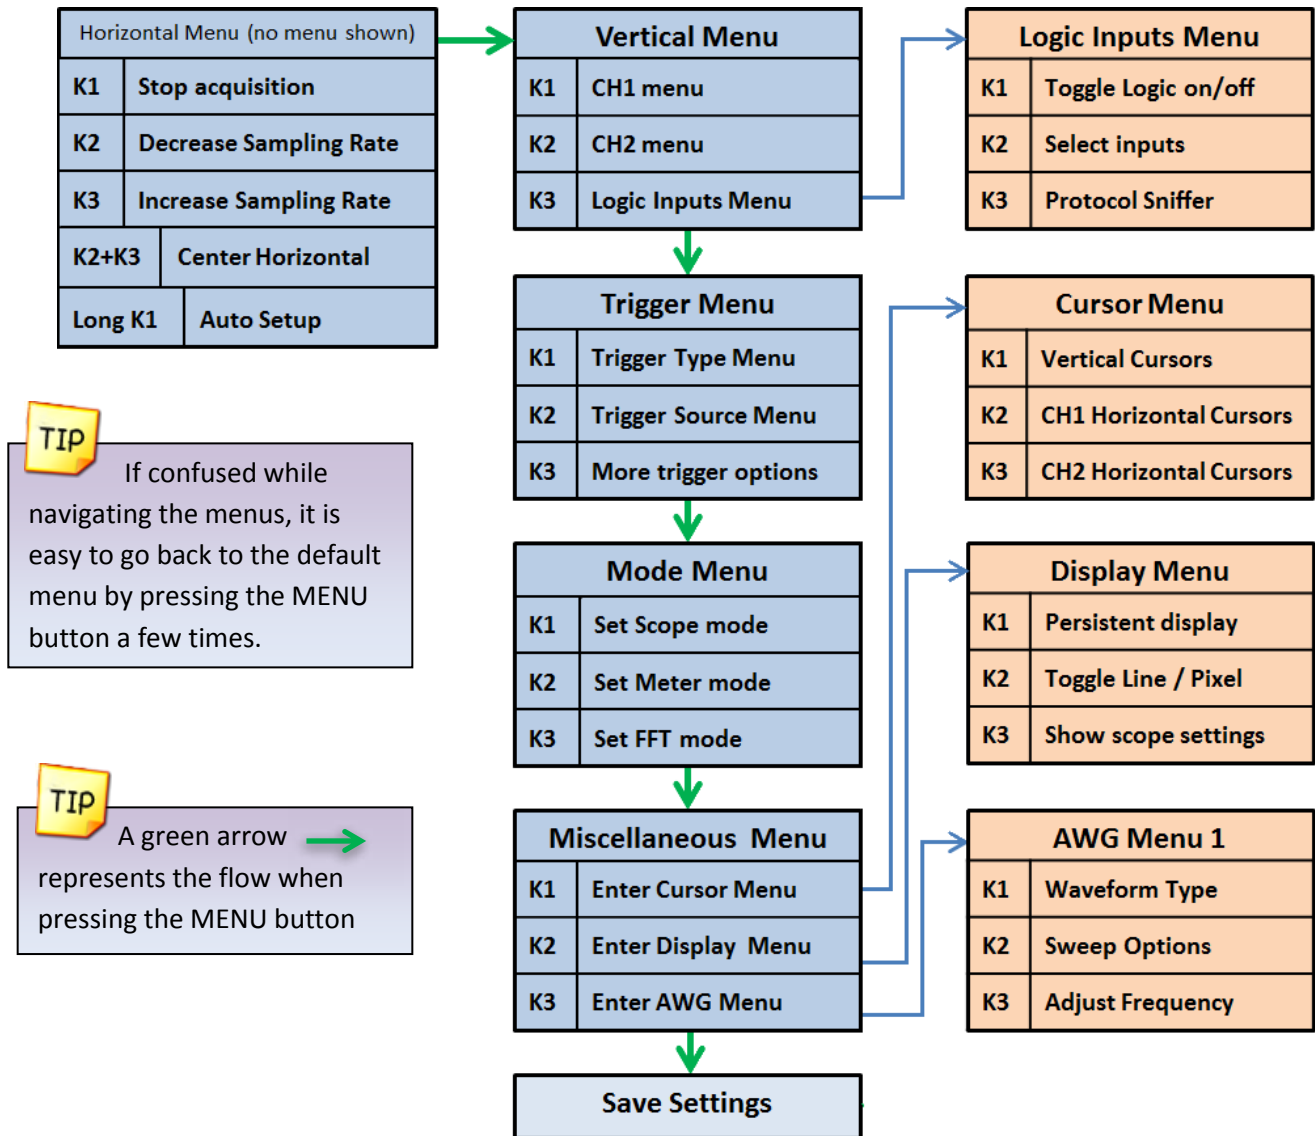 Horizontal Menu (no menu shown)
K1 Stop acquisition
K2 Decrease Sampling Rate
K3 Increase Sampling Rate
K2+K3 Center Horizontal
Long K1 Auto Setup
Vertical Menu
K1 CH1 menu
K2 CH2 menu
K3 Logic Inputs Menu
Logic Inputs Menu
K1 Toggle Logic on/off
K2 Select inputs
K3 Protocol Sniffer
Trigger Menu
K1 Trigger Type Menu
K2 Trigger Source Menu
K3 More trigger options
Cursor Menu
K1 Vertical Cursors
K2 CH1 Horizontal Cursors
K3 CH2 Horizontal Cursors
TIP
If confused while
navigating the menus, it is
easy to go back to the default
menu by pressing the MENU
button a few times.
Mode Menu
K1 Set Scope mode
K2 Set Meter mode
K3 Set FFT mode
Display Menu
K1 Persistent display
K2 Toggle Line / Pixel
K3 Show scope settings
TIP
A green arrow
represents the flow when
pressing the MENU button
Miscellaneous Menu
K1 Enter Cursor Menu
K2 Enter Display Menu
K3 Enter AWG Menu
AWG Menu 1
K1 Waveform Type
K2 Sweep Options
K3 Adjust Frequency
Save Settings